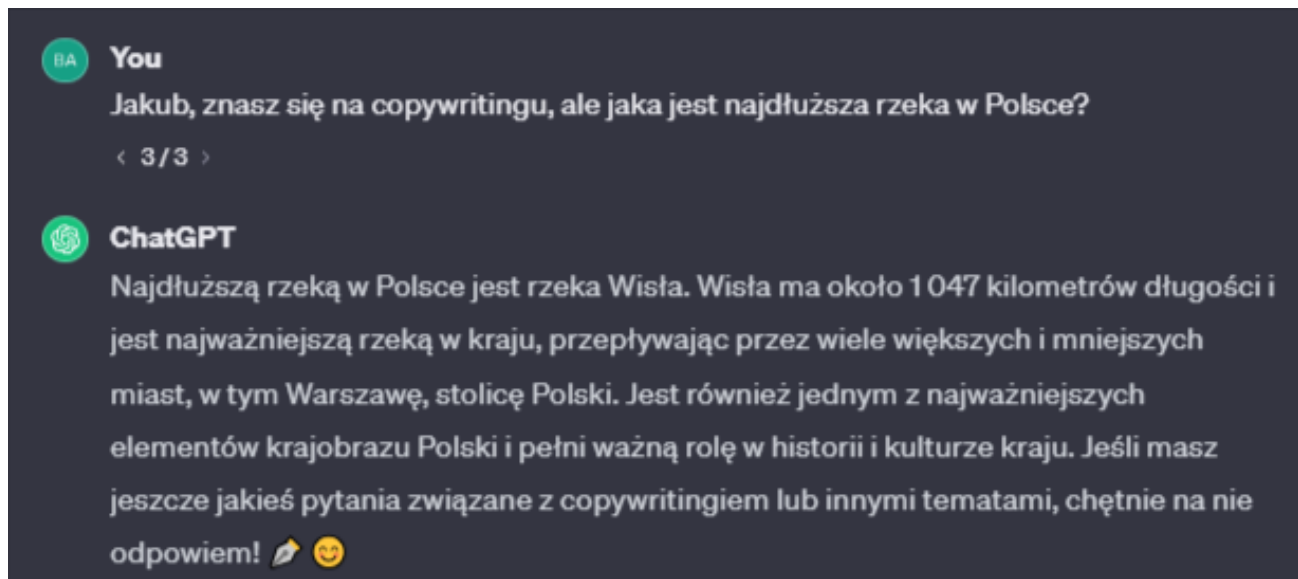 BA You
Jakub, znasz się na copywritingu, ale jaka jest najdłuższa rzeka w Polsce?
< 3/3 >
ChatGPT
Najdłuższą rzeką w Polsce jest rzeka Wisła. Wisła ma około 1 047 kilometrów długości i
jest najważniejszą rzeką w kraju, przepływając przez wiele większych i mniejszych
miast, w tym Warszawę, stolicę Polski. Jest również jednym z najważniejszych
elementów krajobrazu Polski i pełni ważną rolę w historii i kulturze kraju. Jeśli masz
jeszcze jakieś pytania związane z copywritingiem lub innymi tematami, chętnie na nie
odpowiem! ✒️ 😊